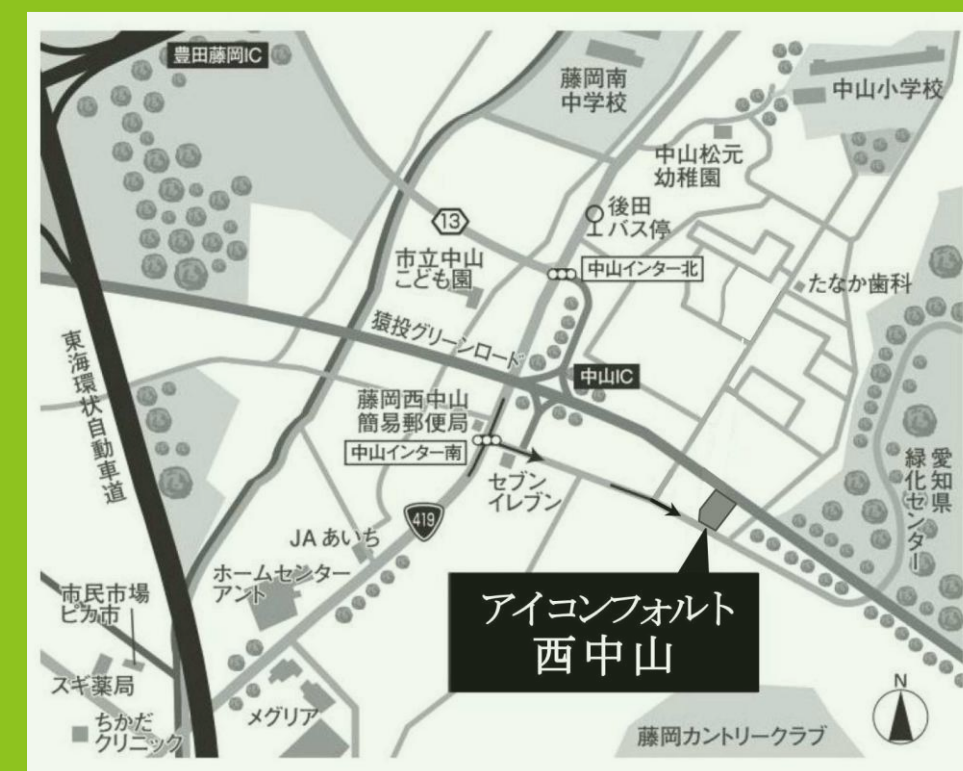 豊田藤岡IC
藤岡南
中学校
中山小学校
中山松元
幼稚園
13
後田
バス停
市立中山
こども園
中山インター北
たなか歯科
猿投グリーンロード
東海環状自動車道
中山IC
藤岡西中山
簡易郵便局
中山インター南
セブン
イレブン
愛知県
緑化センター
419
JAあいち
ホームセンター
アント
市民市場
ピカ市
アイコンフォルト
西中山
スギ薬局
ちかだ
クリニック
メグリア
藤岡カントリークラブ
N